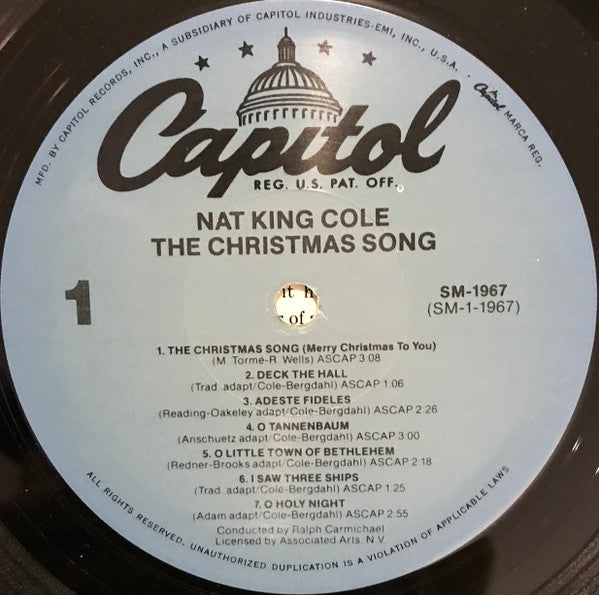 MFD. BY CAPITOL RECORDS, INC., A SUBSIDIARY OF CAPITOL INDUSTRIES-EMI, INC., U.S.A. . Capitol MARCA REG.
Capitol
REG. U.S. PAT. OFF.
NAT KING COLE
THE CHRISTMAS SONG
1
SM-1967
(SM-1-1967)
it h
of
1. THE CHRISTMAS SONG (Merry Christmas To You)
(M. Tormé-R. Wells) ASCAP 3:08
2. DECK THE HALL
(Trad. adapt/Cole-Bergdahl) ASCAP 1:06
3. ADESTE FIDELES
(Reading-Oakeley adapt/Cole-Bergdahl) ASCAP 2:26
4. O TANNENBAUM
(Anschuetz adapt/Cole-Bergdahl) ASCAP 3:00
5. O LITTLE TOWN OF BETHLEHEM
(Redner-Brooks adapt/Cole-Bergdahl) ASCAP 2:18
6. I SAW THREE SHIPS
(Trad. adapt/Cole-Bergdahl) ASCAP 1:25
7. O HOLY NIGHT
(Adam adapt/Cole-Bergdahl) ASCAP 2:55
Conducted by Ralph Carmichael
Licensed by Associated Arts. N.V.
ALL RIGHTS RESERVED. UNAUTHORIZED DUPLICATION IS A VIOLATION OF APPLICABLE LAWS